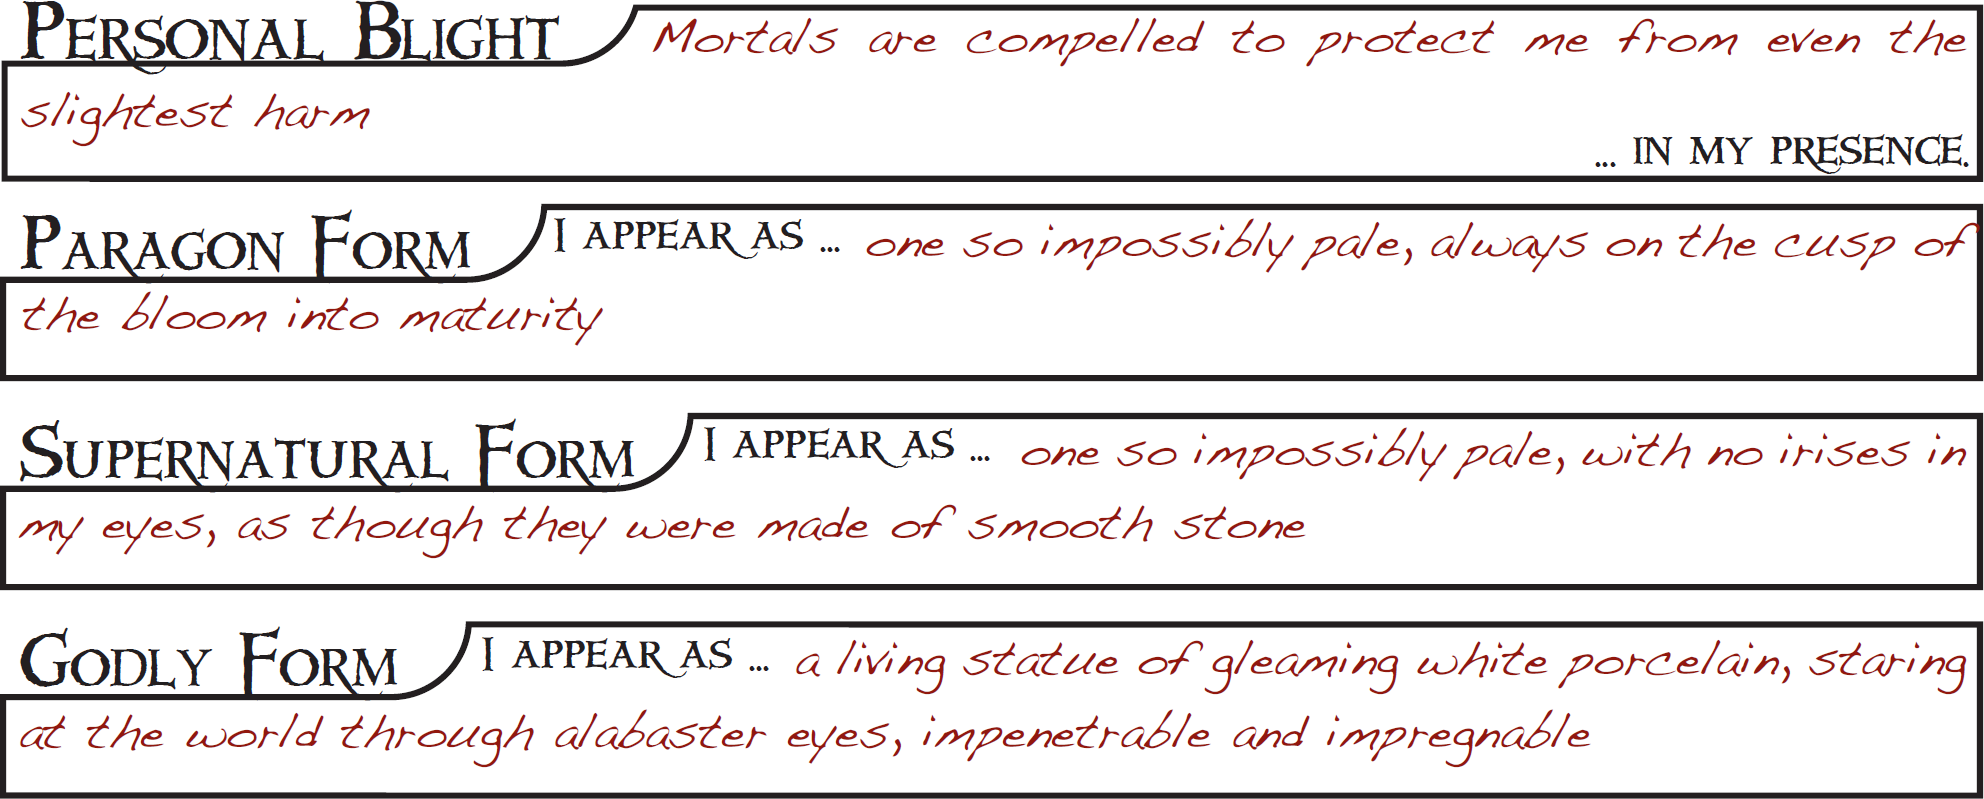 Personal Blight Mortals are compelled to protect me from even the
slightest harm
... in my presence.
Paragon Form I appear as ... one so impossibly pale, always on the cusp of
the bloom into maturity
Supernatural Form I appear as ... one so impossibly pale, with no irises in
my eyes, as though they were made of smooth stone
Godly Form I appear as ... a living statue of gleaming white porcelain, staring
at the world through alabaster eyes, impenetrable and impregnable